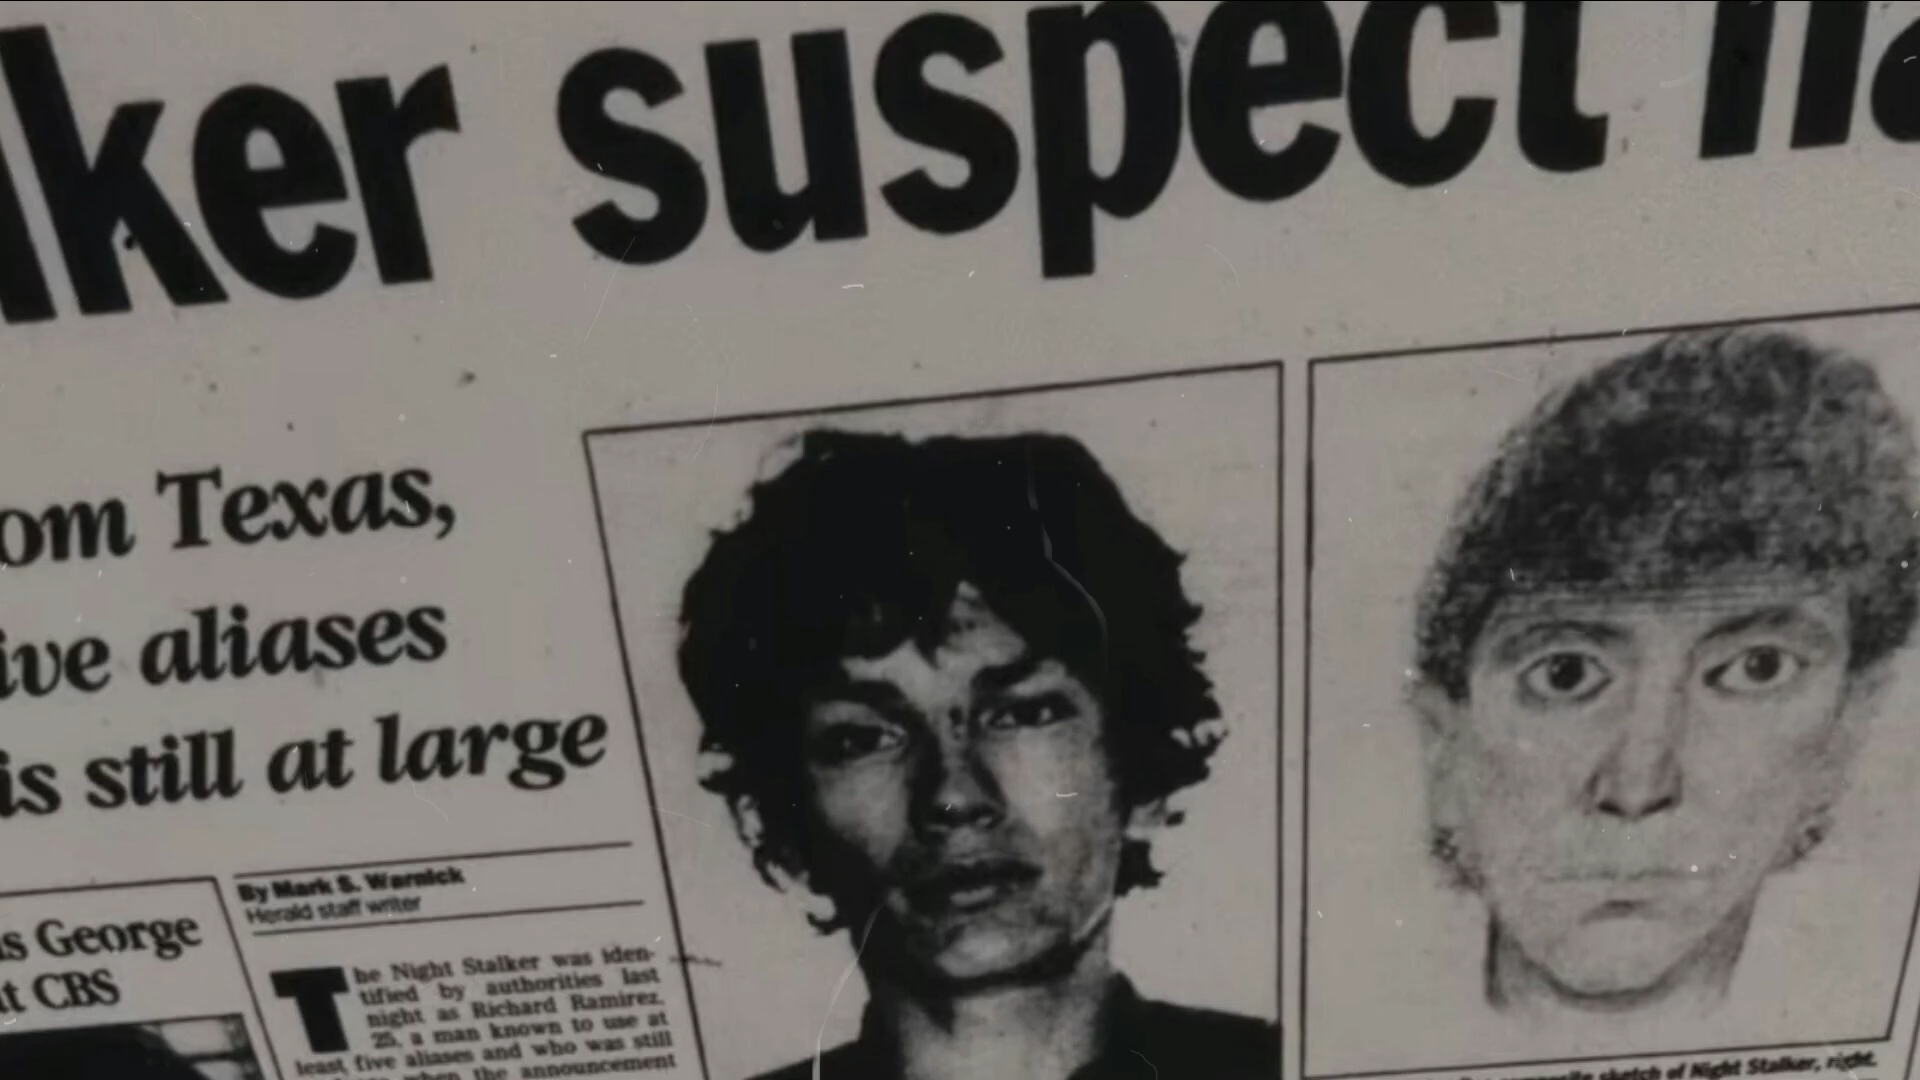 lker suspect na
om Texas,
ive aliases
is still at large
By Mark S. Warnick
Herald staff writer
s George
t CBS
The Night Stalker was iden-
tified by authorities last
night as Richard Ramirez,
25, a man known to use at
least five aliases and who was still
when the announcement
composite sketch of Night Stalker, right.